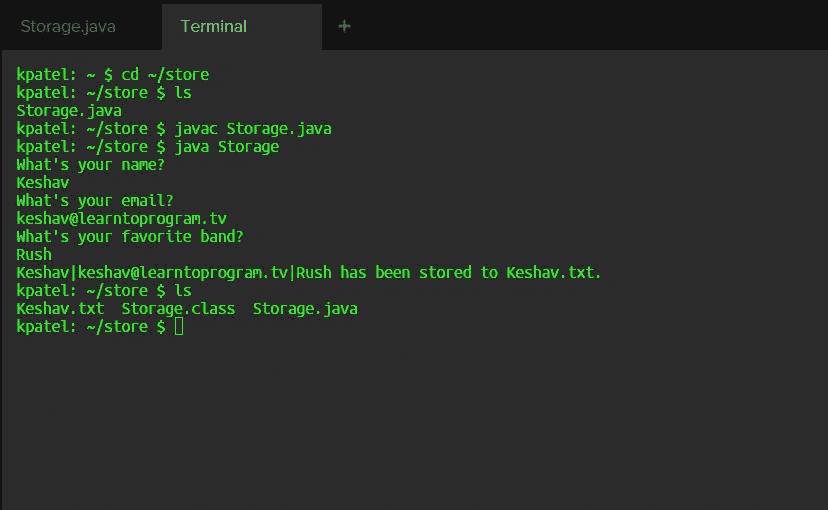 Storage.java
Terminal
+
kpatel: ~ $ cd ~/store
kpatel: ~/store $ ls
Storage.java
kpatel: ~/store $ javac Storage.java
kpatel: ~/store $ java Storage
What's your name?
Keshav
What's your email?
keshav@learntoprogram.tv
What's your favorite band?
Rush
Keshav|keshav@learntoprogram.tv|Rush has been stored to Keshav.txt.
kpatel: ~/store $ ls
Keshav.txt  Storage.class  Storage.java
kpatel: ~/store $